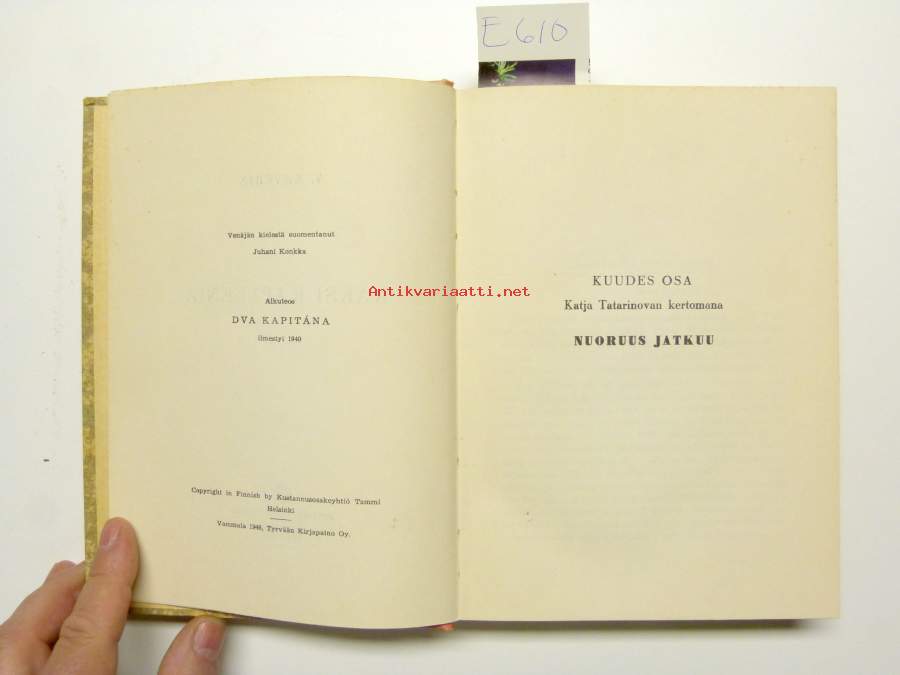 E610
Venäjän kielestä suomentanut
Juhani Konkka
Alkuteos
DVA KAPITÁNA
ilmestyi 1940
Copyright in Finnish by Kustannusosakeyhtiö Tammi
Helsinki
Vammala 1946, Tyrvään Kirjapaino Oy.
Antikvariaatti.net
KUUDES OSA
Katja Tatarinovan kertomana
NUORUUS JATKUU